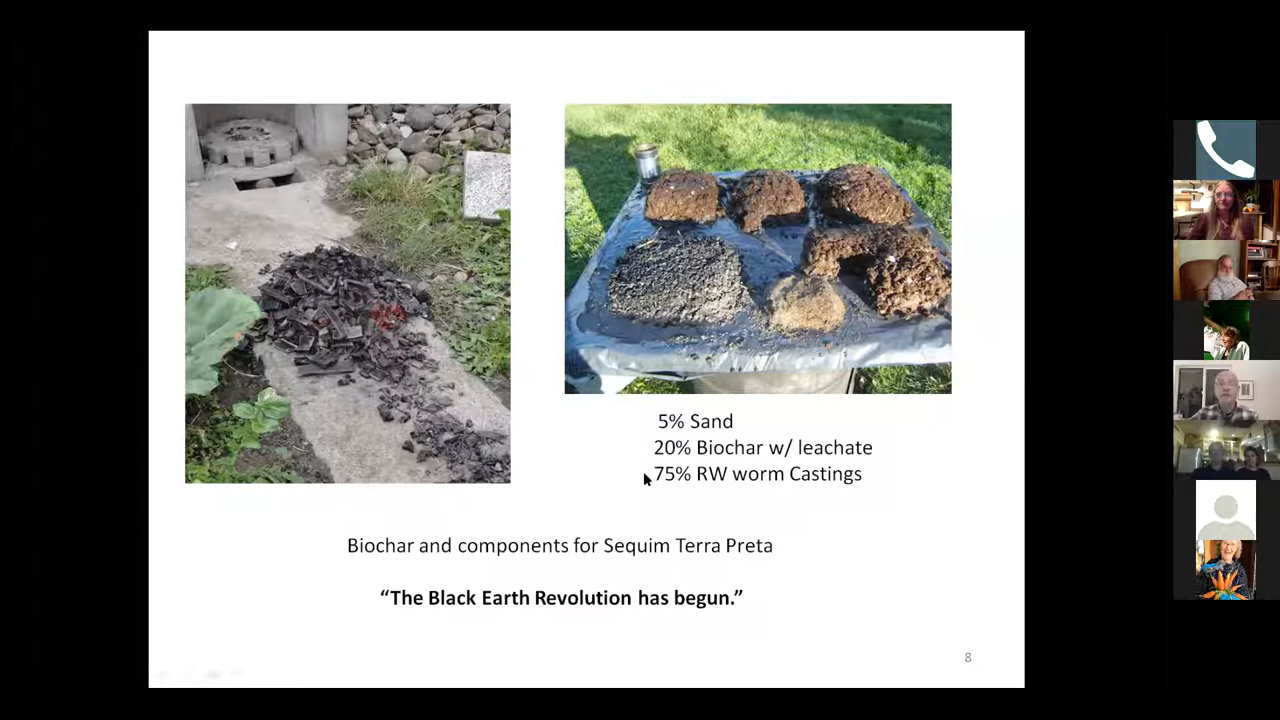 5% Sand
20% Biochar w/ leachate
75% RW worm Castings
Biochar and components for Sequim Terra Preta
“The Black Earth Revolution has begun.”
8